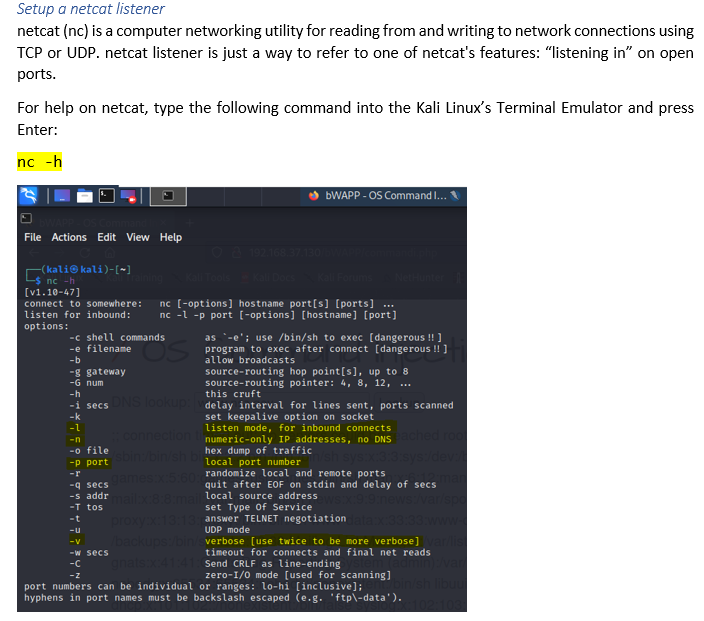 Setup a netcat listener
netcat (nc) is a computer networking utility for reading from and writing to network connections using
TCP or UDP. netcat listener is just a way to refer to one of netcat's features: “listening in” on open
ports.
For help on netcat, type the following command into the Kali Linux’s Terminal Emulator and press
Enter:
nc -h
bWAPP - OS Command I...
File Actions Edit View Help
(kali㉿kali)-[~]
$ nc -h
[v1.10-47]
connect to somewhere: nc [-options] hostname port[s] [ports] ...
listen for inbound: nc -l -p port [-options] [hostname] [port]
options:
-c shell commands as `-e'; use /bin/sh to exec [dangerous!!]
-e filename program to exec after connect [dangerous!!]
-b allow broadcasts
-g gateway source-routing hop point[s], up to 8
-G num source-routing pointer: 4, 8, 12, ...
-h this cruft
-i secs delay interval for lines sent, ports scanned
-k set keepalive option on socket
-l listen mode, for inbound connects
-n numeric-only IP addresses, no DNS
-o file hex dump of traffic
-p port local port number
-r randomize local and remote ports
-q secs quit after EOF on stdin and delay of secs
-s addr local source address
-T tos set Type Of Service
-t answer TELNET negotiation
-u UDP mode
-v verbose [use twice to be more verbose]
-w secs timeout for connects and final net reads
-C Send CRLF as line-ending
-z zero-I/O mode [used for scanning]
port numbers can be individual or ranges: lo-hi [inclusive];
hyphens in port names must be backslash escaped (e.g. 'ftp\-data').